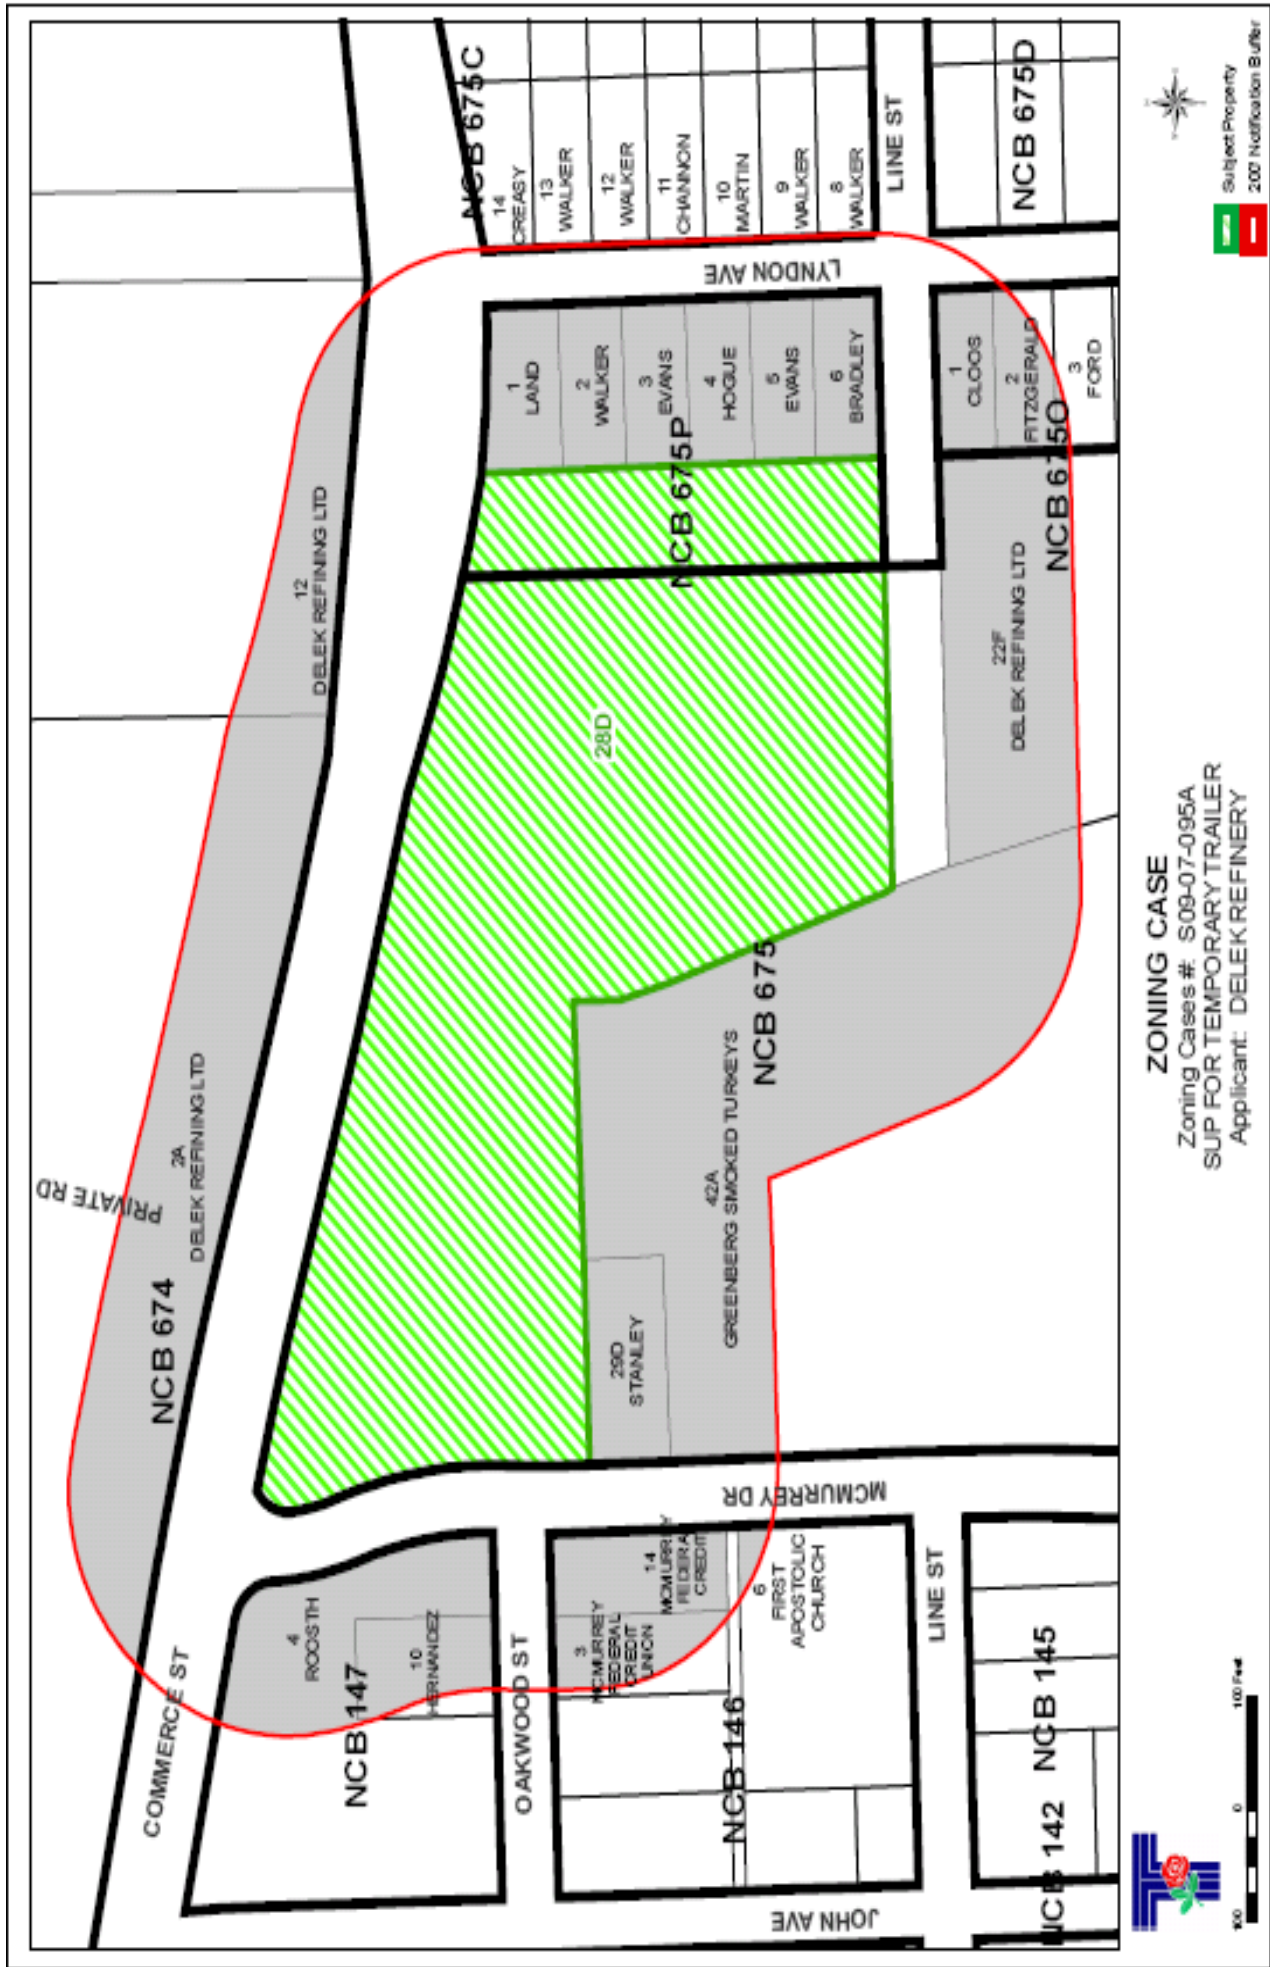 COMMERCE ST
NCB 674
PRIVATE RD
2A
DELEK REFINING LTD
12
DELEK REFINING LTD
NCB 675C
14
CREASY
13
WALKER
12
WALKER
11
CHANNON
10
MARTIN
9
WALKER
8
WALKER
LINE ST
NCB 675D
LYNDON AVE
1
LAND
2
WALKER
3
EVANS
4
HOGUE
5
EVANS
6
BRADLEY
NCB 675P
1
CLOOS
2
FITZGERALD
3
FORD
NCB 675O
28D
22F
DELEK REFINING LTD
NCB 675
42A
GREENBERG SMOKED TURKEYS
29D
STANLEY
MCMURREY DR
4
ROOSTH
10
HERNANDEZ
NCB 147
OAKWOOD ST
3
MCMURREY
FEDERAL
CREDIT
UNION
14
MCMURREY
FEDERAL
CREDIT
6
FIRST
APOSTOLIC
CHURCH
NCB 146
LINE ST
NCB 145
NCB 142
JOHN AVE
ZONING CASE
Zoning Cases #: S09-07-095A
SUP FOR TEMPORARY TRAILER
Applicant: DELEK REFINERY
100 0 100 Feet
Subject Property
200' Notification Buffer